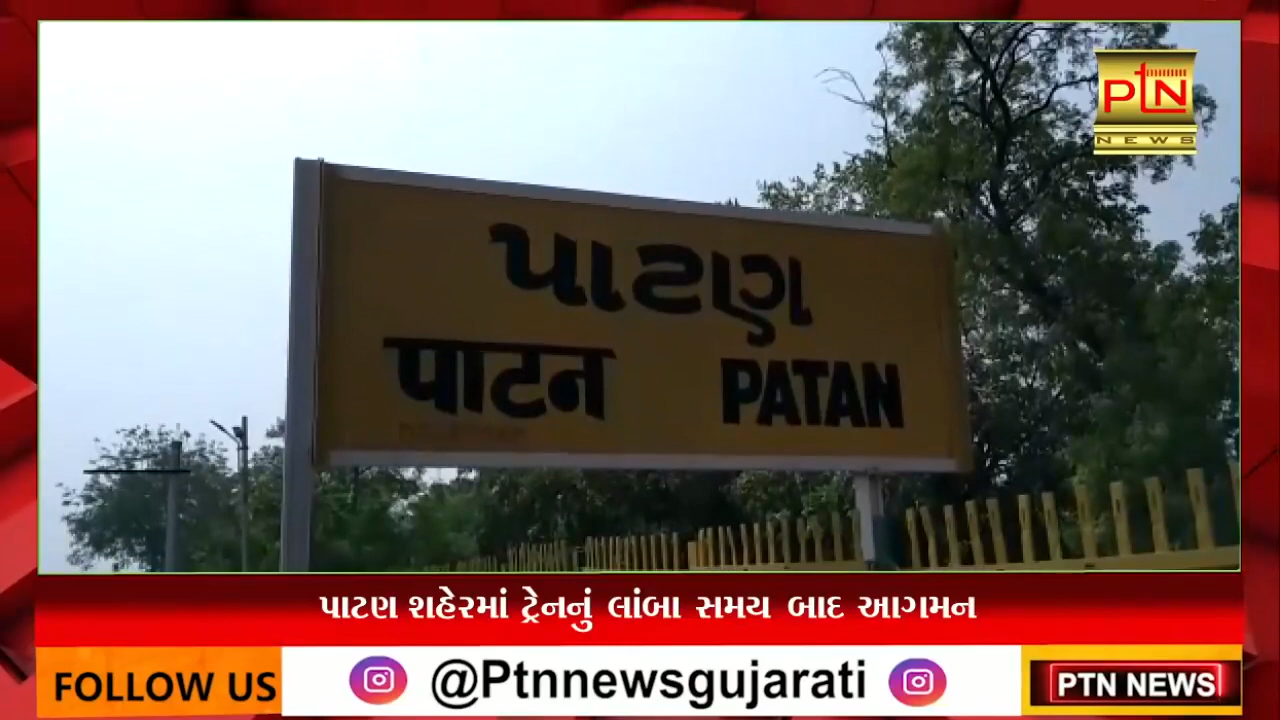 PTN
NEWS
પાટણ
पाटन PATAN
પાટણ શહેરમાં ટ્રેનનું લાંબા સમય બાદ આગમન
FOLLOW US @Ptnnewsgujarati PTN NEWS